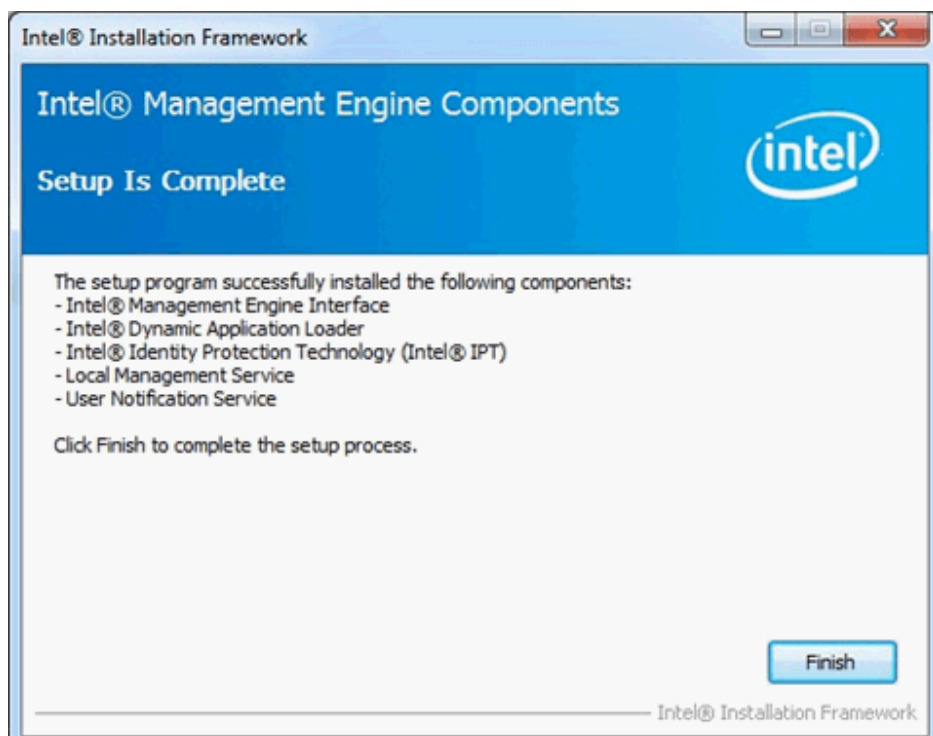 Intel® Installation Framework
Intel® Management Engine Components
intel
Setup Is Complete
The setup program successfully installed the following components:
- Intel® Management Engine Interface
- Intel® Dynamic Application Loader
- Intel® Identity Protection Technology (Intel® IPT)
- Local Management Service
- User Notification Service
Click Finish to complete the setup process.
Finish
Intel® Installation Framework